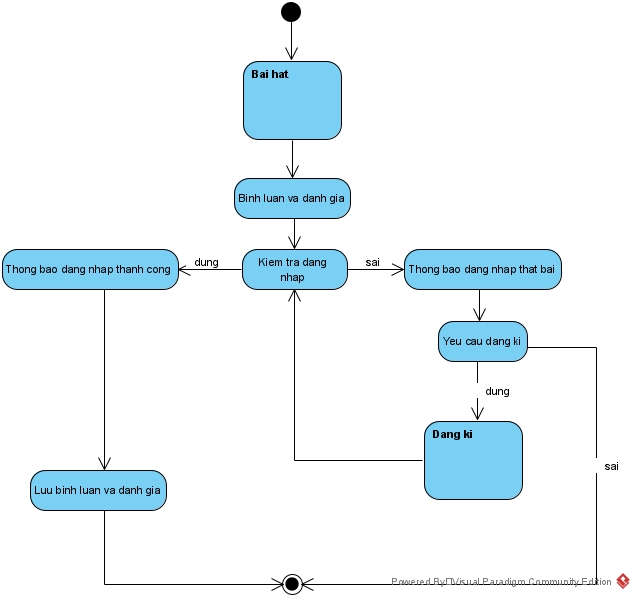 Bai hat
Binh luan va danh gia
Kiem tra dang
nhap
dung
sai
Thong bao dang nhap thanh cong
Thong bao dang nhap that bai
Yeu cau dang ki
dung
Dang ki
sai
Luu binh luan va danh gia
Powered By Visual Paradigm Community Edition